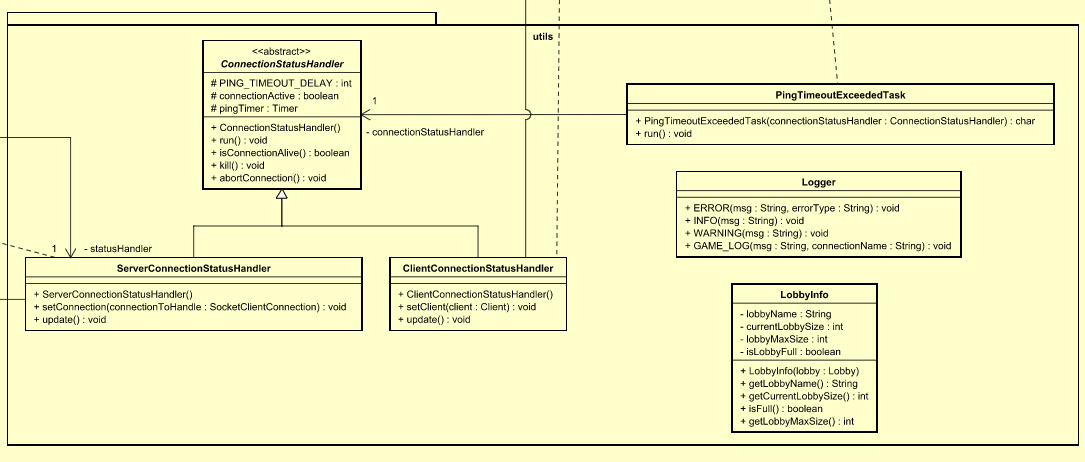 utils
<<abstract>>
ConnectionStatusHandler
# PING_TIMEOUT_DELAY : int
# connectionActive : boolean
# pingTimer : Timer
+ ConnectionStatusHandler()
+ run() : void
+ isConnectionAlive() : boolean
+ kill() : void
+ abortConnection() : void
1
- connectionStatusHandler
PingTimeoutExceededTask
+ PingTimeoutExceededTask(connectionStatusHandler : ConnectionStatusHandler) : char
+ run() : void
Logger
+ ERROR(msg : String, errorType : String) : void
+ INFO(msg : String) : void
+ WARNING(msg : String) : void
+ GAME_LOG(msg : String, connectionName : String) : void
1
- statusHandler
ServerConnectionStatusHandler
+ ServerConnectionStatusHandler()
+ setConnection(connectionToHandle : SocketClientConnection) : void
+ update() : void
ClientConnectionStatusHandler
+ ClientConnectionStatusHandler()
+ setClient(client : Client) : void
+ update() : void
LobbyInfo
- lobbyName : String
- currentLobbySize : int
- lobbyMaxSize : int
- isLobbyFull : boolean
+ LobbyInfo(lobby : Lobby)
+ getLobbyName() : String
+ getCurrentLobbySize() : int
+ isFull() : boolean
+ getLobbyMaxSize() : int